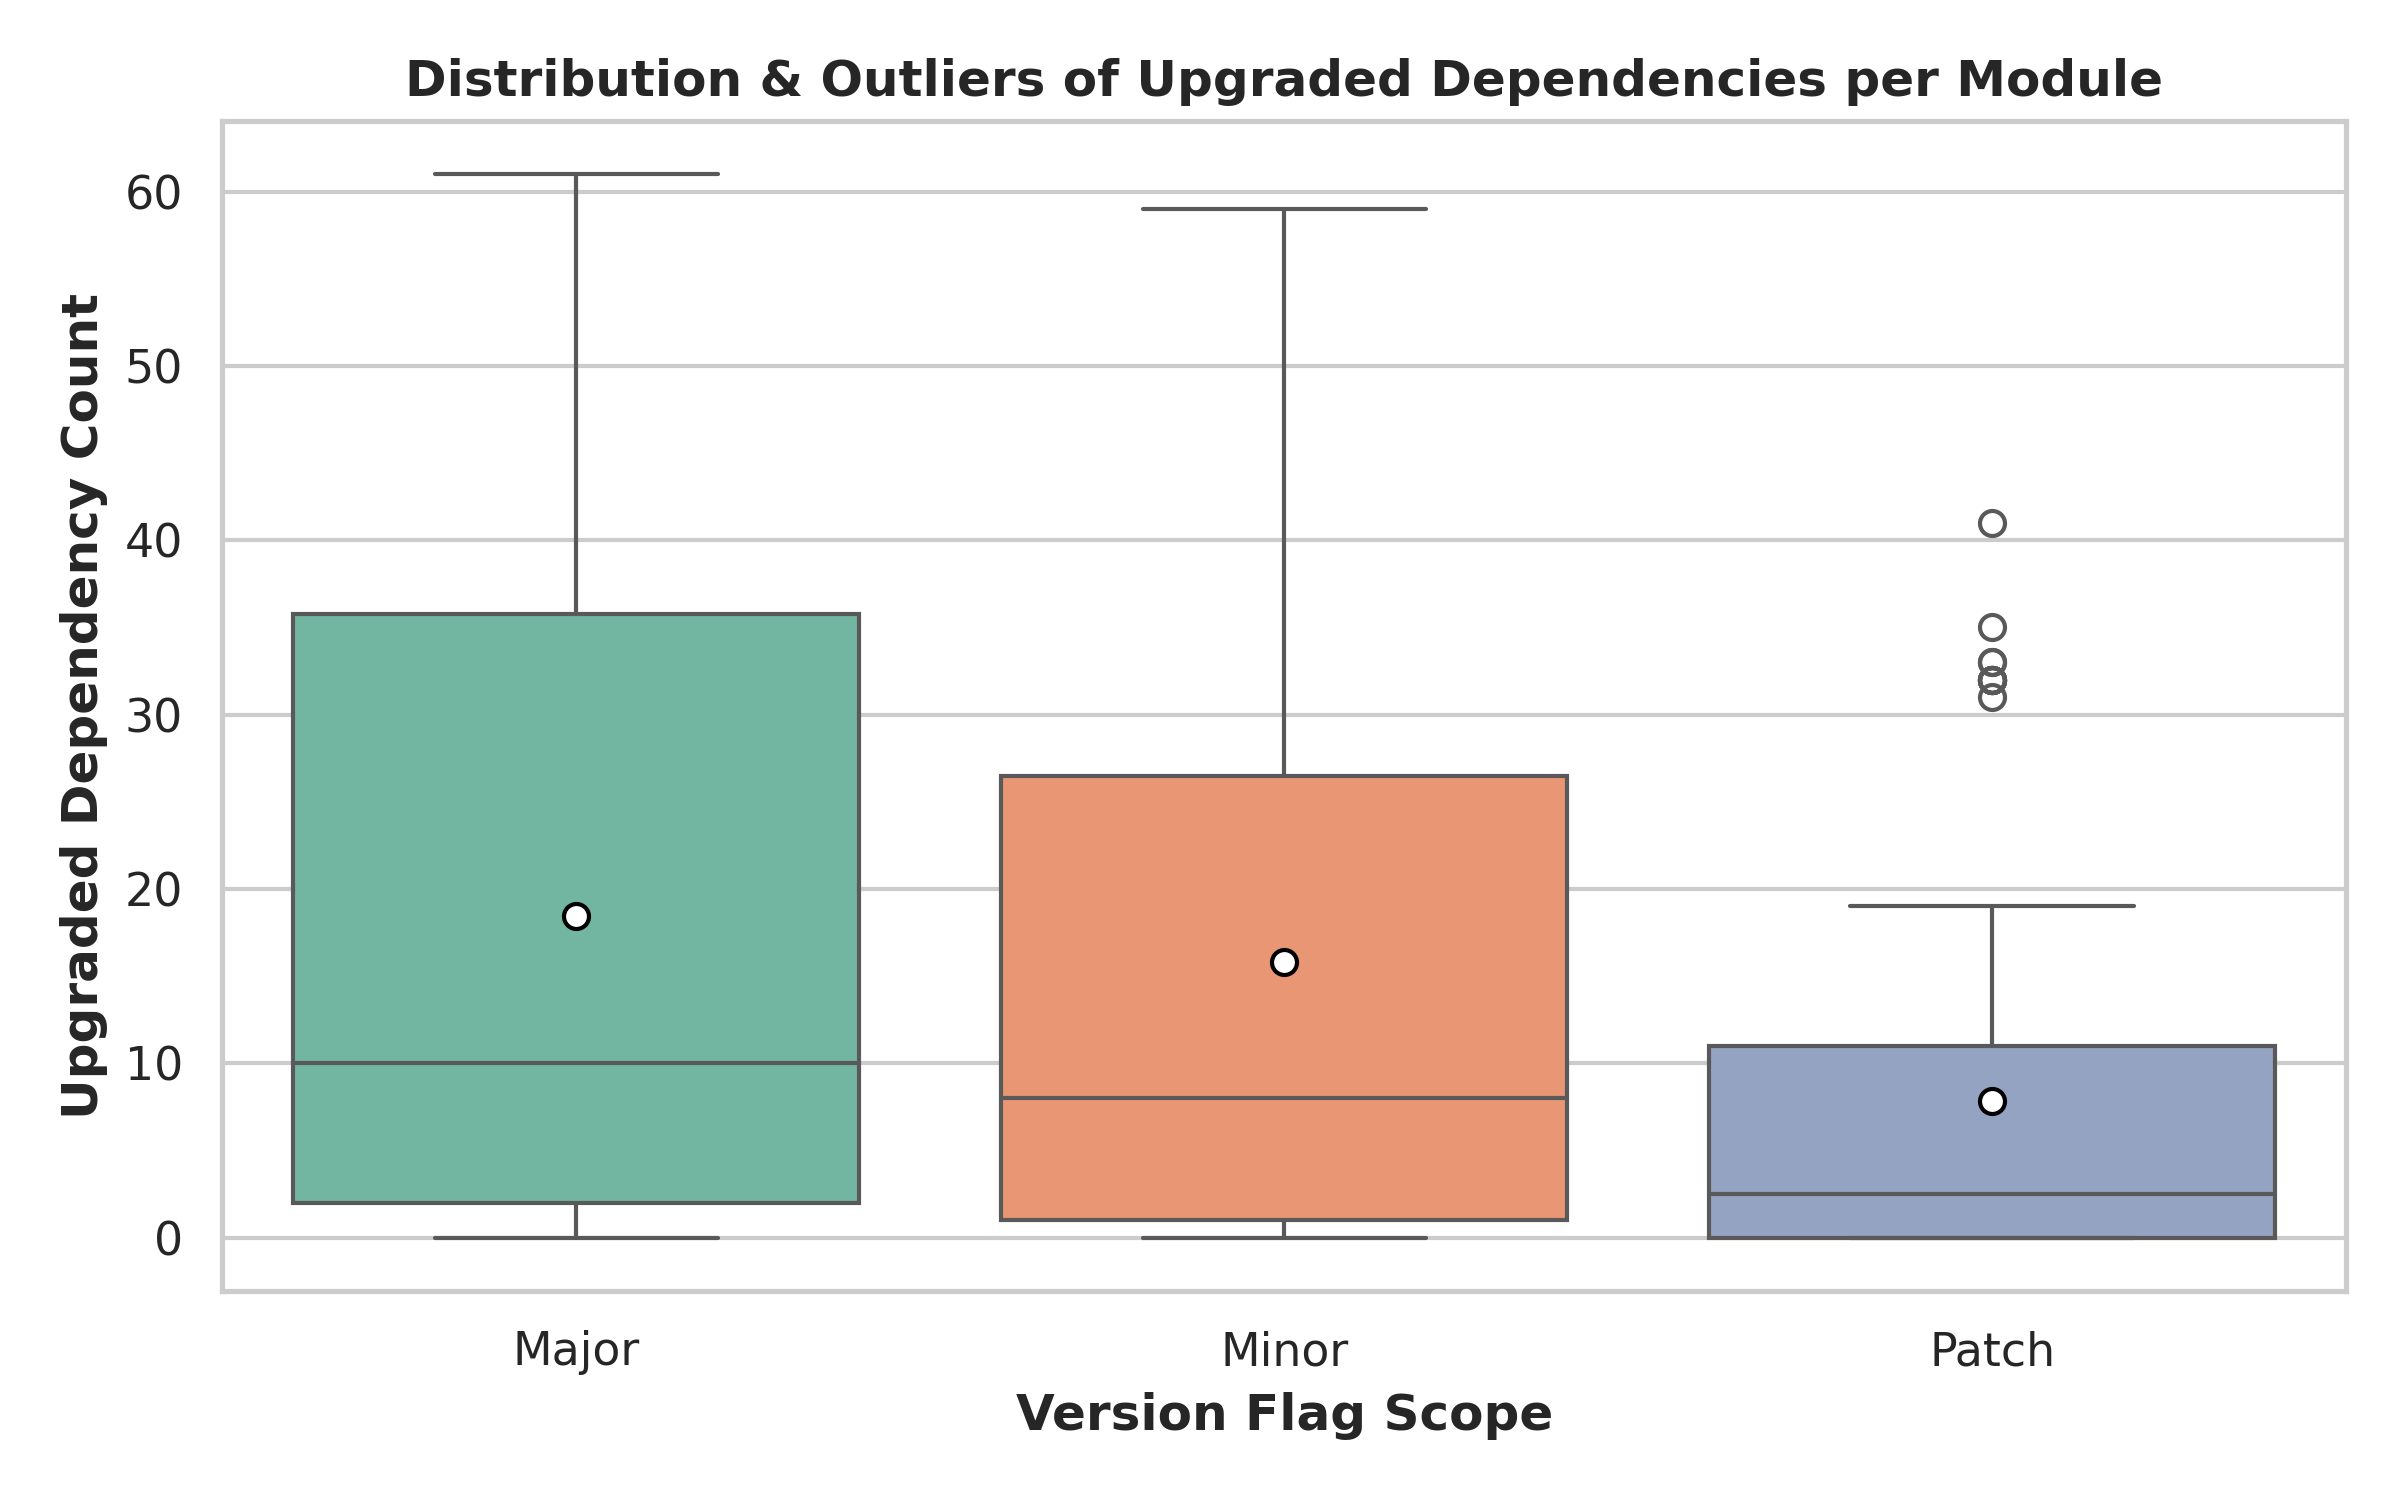 Distribution & Outliers of Upgraded Dependencies per Module
Upgraded Dependency Count
60
50
40
30
20
10
0
Major
Minor
Patch
Version Flag Scope